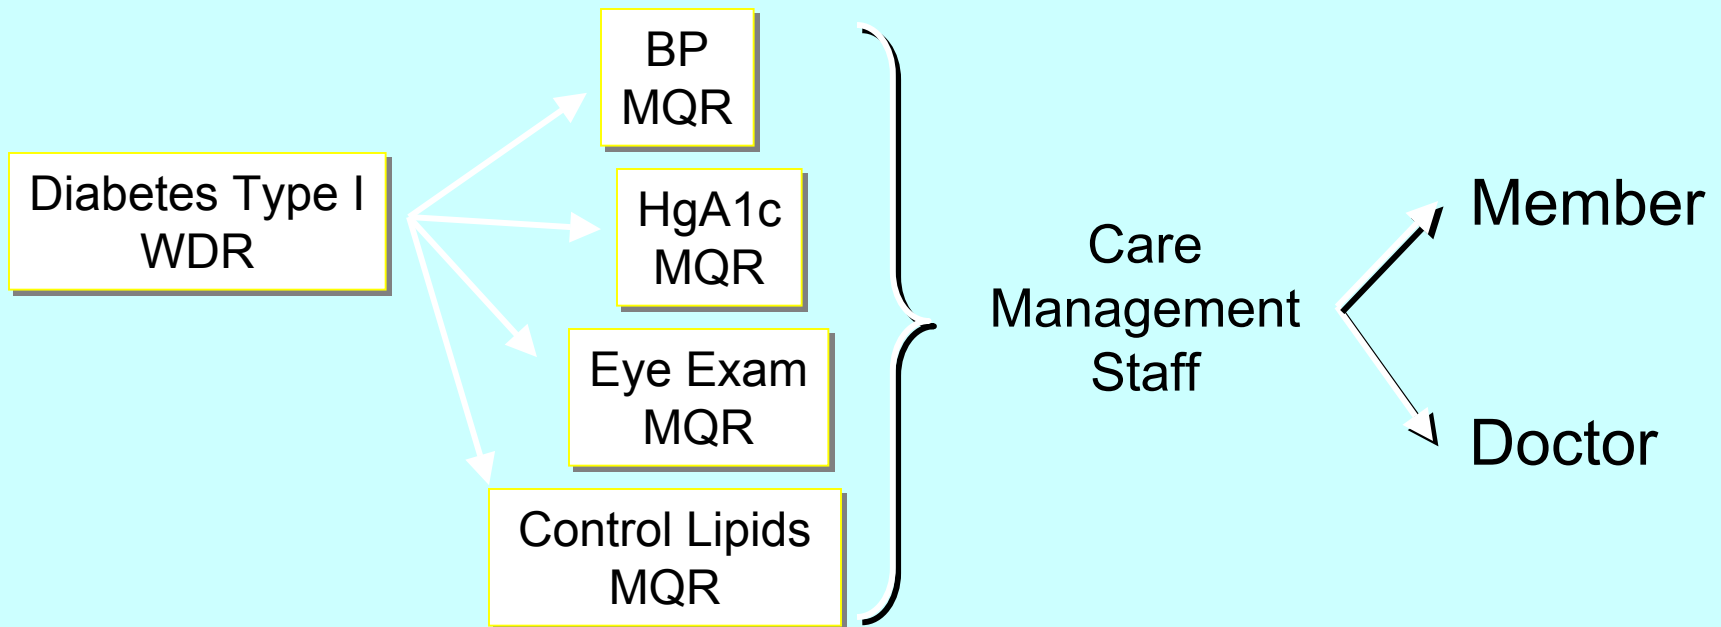 Diabetes Type I
WDR
BP
MQR
HgA1c
MQR
Eye Exam
MQR
Control Lipids
MQR
Care
Management
Staff
Member
Doctor